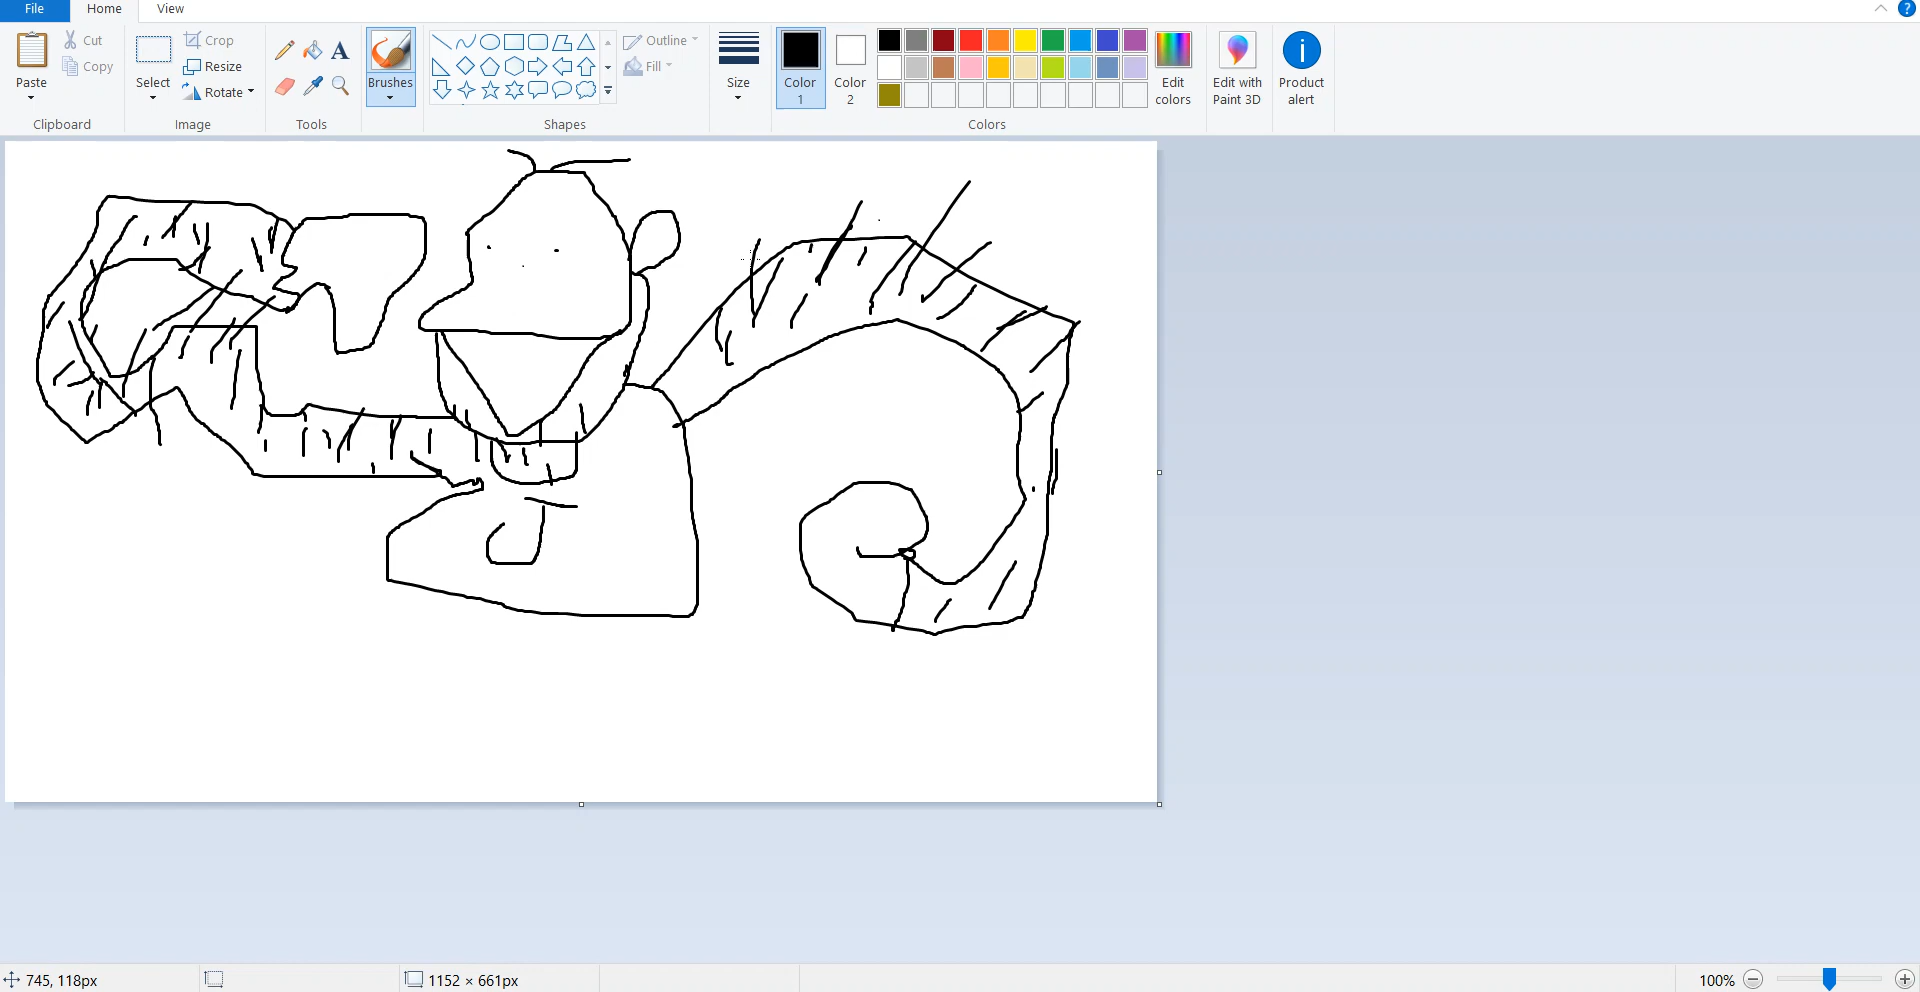 File Home View
Paste
Cut
Copy
Clipboard
Select
Crop
Resize
Rotate
Image
A
Tools
Brushes
Shapes
Outline
Fill
Size
Color 1
Color 2
Colors
Edit colors
Edit with Paint 3D
Product alert
?
i
J
745, 118px
1152 × 661px
100%